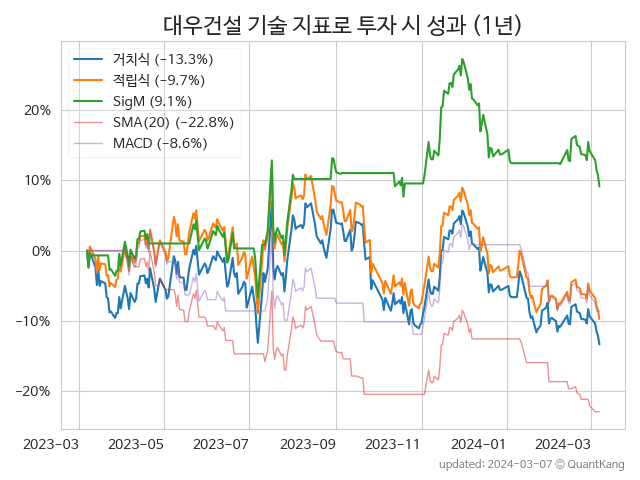 대우건설 기술 지표로 투자 시 성과 (1년)
거치식 (−13.3%)
적립식 (−9.7%)
SigM (9.1%)
SMA(20) (−22.8%)
MACD (−8.6%)
20%
10%
0%
−10%
−20%
2023-03 2023-05 2023-07 2023-09 2023-11 2024-01 2024-03
updated: 2024-03-07 © QuantKang